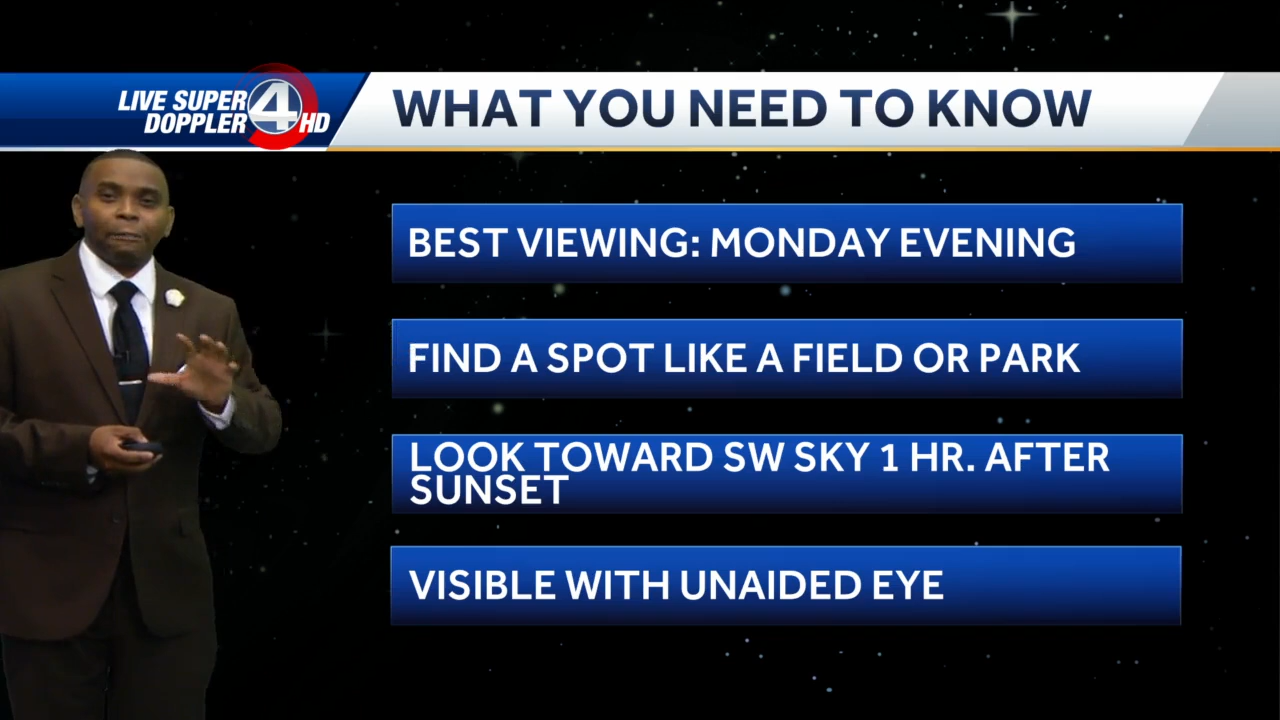 LIVE SUPER
DOPPLER
4
HD
WHAT YOU NEED TO KNOW
BEST VIEWING: MONDAY EVENING
FIND A SPOT LIKE A FIELD OR PARK
LOOK TOWARD SW SKY 1 HR. AFTER
SUNSET
VISIBLE WITH UNAIDED EYE